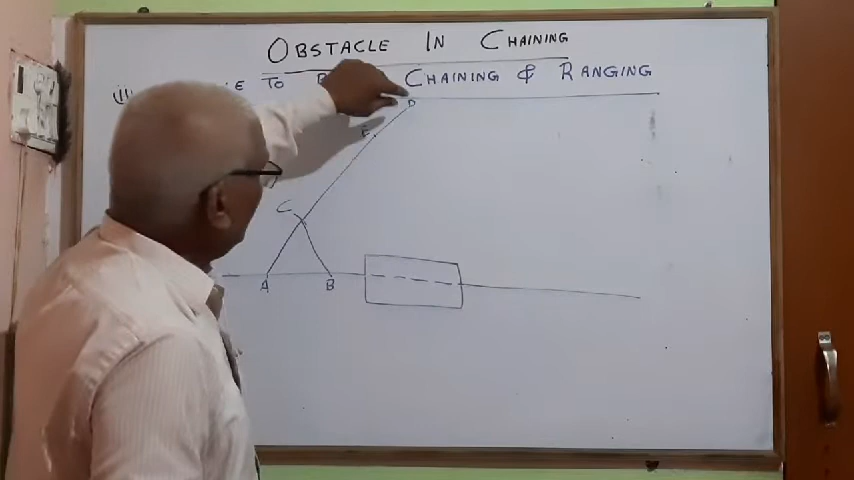 OBSTACLE IN CHAINING
TO CHAINING & RANGING
D
E
C
A B